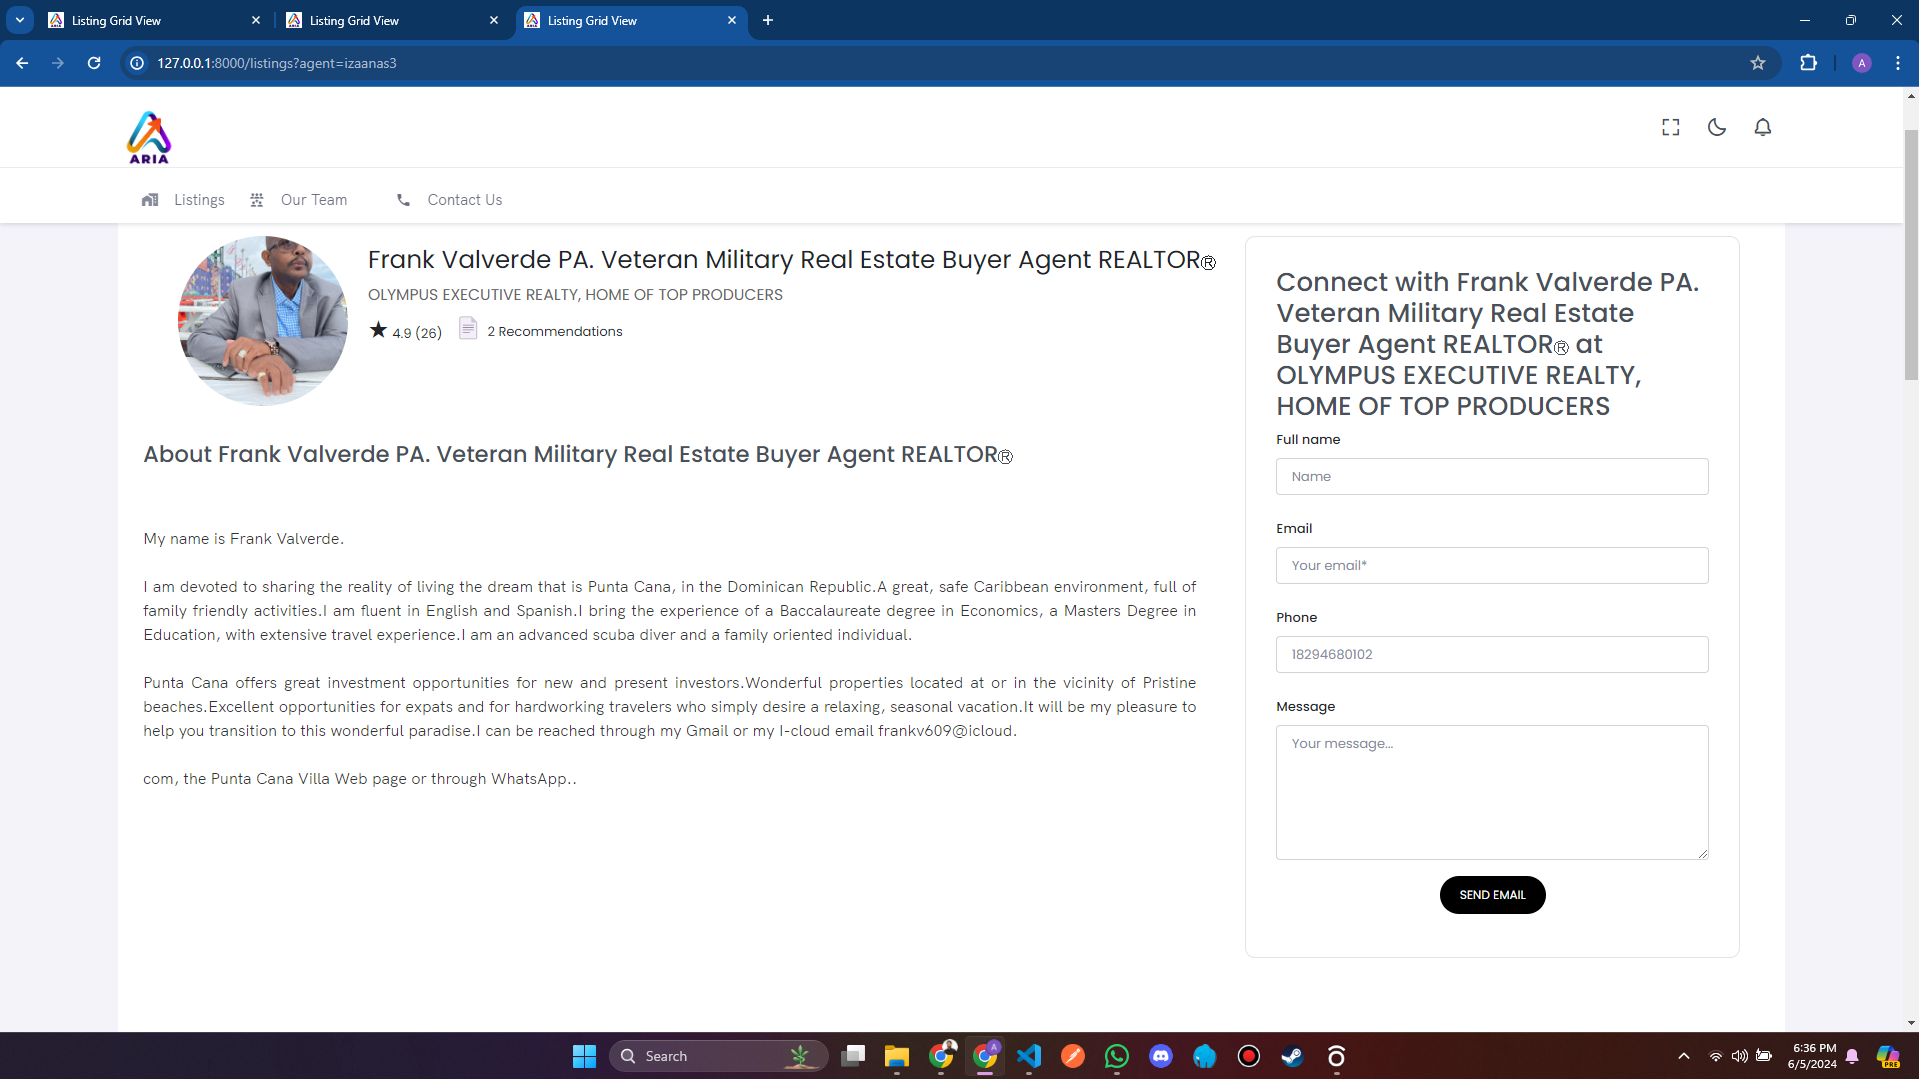 Listing Grid View
Listing Grid View
Listing Grid View
127.0.0.1:8000/listings?agent=izaanas3
A
ARIA
Listings
Our Team
Contact Us
Frank Valverde PA. Veteran Military Real Estate Buyer Agent REALTOR®
OLYMPUS EXECUTIVE REALTY, HOME OF TOP PRODUCERS
4.9 (26)
2 Recommendations
About Frank Valverde PA. Veteran Military Real Estate Buyer Agent REALTOR®
My name is Frank Valverde.
I am devoted to sharing the reality of living the dream that is Punta Cana, in the Dominican Republic.A great, safe Caribbean environment, full of
family friendly activities.I am fluent in English and Spanish.I bring the experience of a Baccalaureate degree in Economics, a Masters Degree in
Education, with extensive travel experience.I am an advanced scuba diver and a family oriented individual.
Punta Cana offers great investment opportunities for new and present investors.Wonderful properties located at or in the vicinity of Pristine
beaches.Excellent opportunities for expats and for hardworking travelers who simply desire a relaxing, seasonal vacation.It will be my pleasure to
help you transition to this wonderful paradise.I can be reached through my Gmail or my I-cloud email frankv609@icloud.
com, the Punta Cana Villa Web page or through WhatsApp..
Connect with Frank Valverde PA.
Veteran Military Real Estate
Buyer Agent REALTOR® at
OLYMPUS EXECUTIVE REALTY,
HOME OF TOP PRODUCERS
Full name
Name
Email
Your email*
Phone
18294680102
Message
Your message...
SEND EMAIL
Search
A
6:36 PM
6/5/2024
PRE